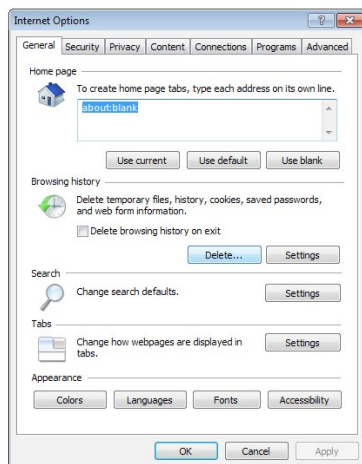 Internet Options
General Security Privacy Content Connections Programs Advanced
Home page
To create home page tabs, type each address on its own line.
about:blank
Use current Use default Use blank
Browsing history
Delete temporary files, history, cookies, saved passwords,
and web form information.
Delete browsing history on exit
Delete... Settings
Search
Change search defaults. Settings
Tabs
Change how webpages are displayed in
tabs.
Settings
Appearance
Colors Languages Fonts Accessibility
OK Cancel Apply